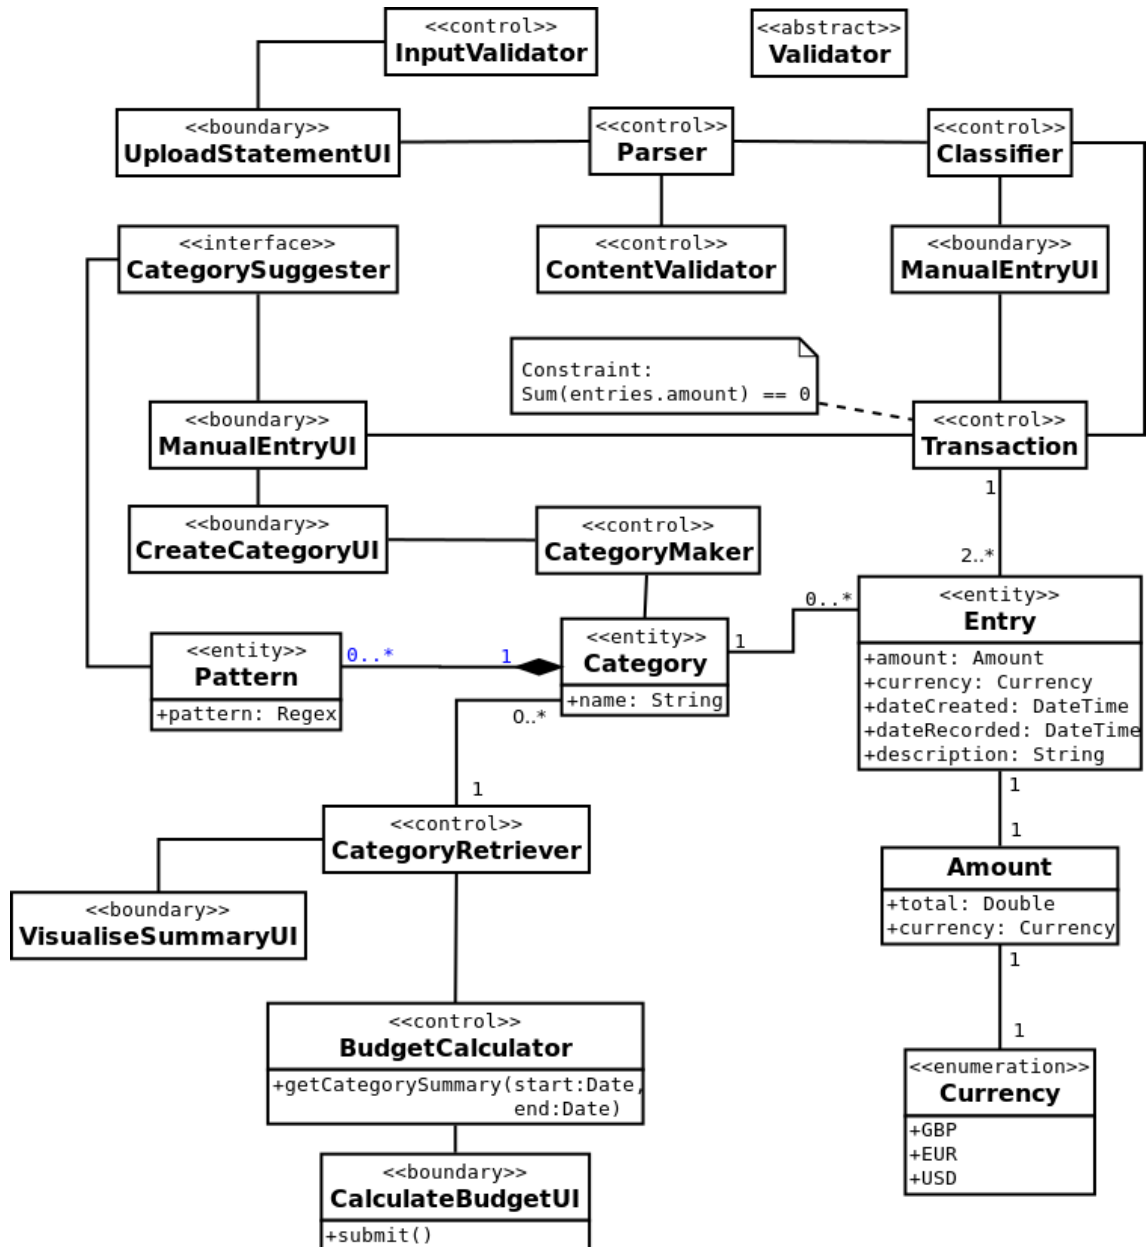 <<control>>
InputValidator
<<abstract>>
Validator
<<boundary>>
UploadStatementUI
<<control>>
Parser
<<control>>
Classifier
<<interface>>
CategorySuggester
<<control>>
ContentValidator
<<boundary>>
ManualEntryUI
Constraint:
Sum(entries.amount) == 0
<<boundary>>
ManualEntryUI
<<control>>
Transaction
1
2..*
<<boundary>>
CreateCategoryUI
<<control>>
CategoryMaker
<<entity>>
Pattern
+pattern: Regex
0..*
1
<<entity>>
Category
+name: String
1
0..*
0..*
1
<<entity>>
Entry
+amount: Amount
+currency: Currency
+dateCreated: DateTime
+dateRecorded: DateTime
+description: String
1
1
<<control>>
CategoryRetriever
Amount
+total: Double
+currency: Currency
1
1
<<boundary>>
VisualiseSummaryUI
<<control>>
BudgetCalculator
+getCategorySummary(start:Date,
end:Date)
<<enumeration>>
Currency
+GBP
+EUR
+USD
<<boundary>>
CalculateBudgetUI
+submit()